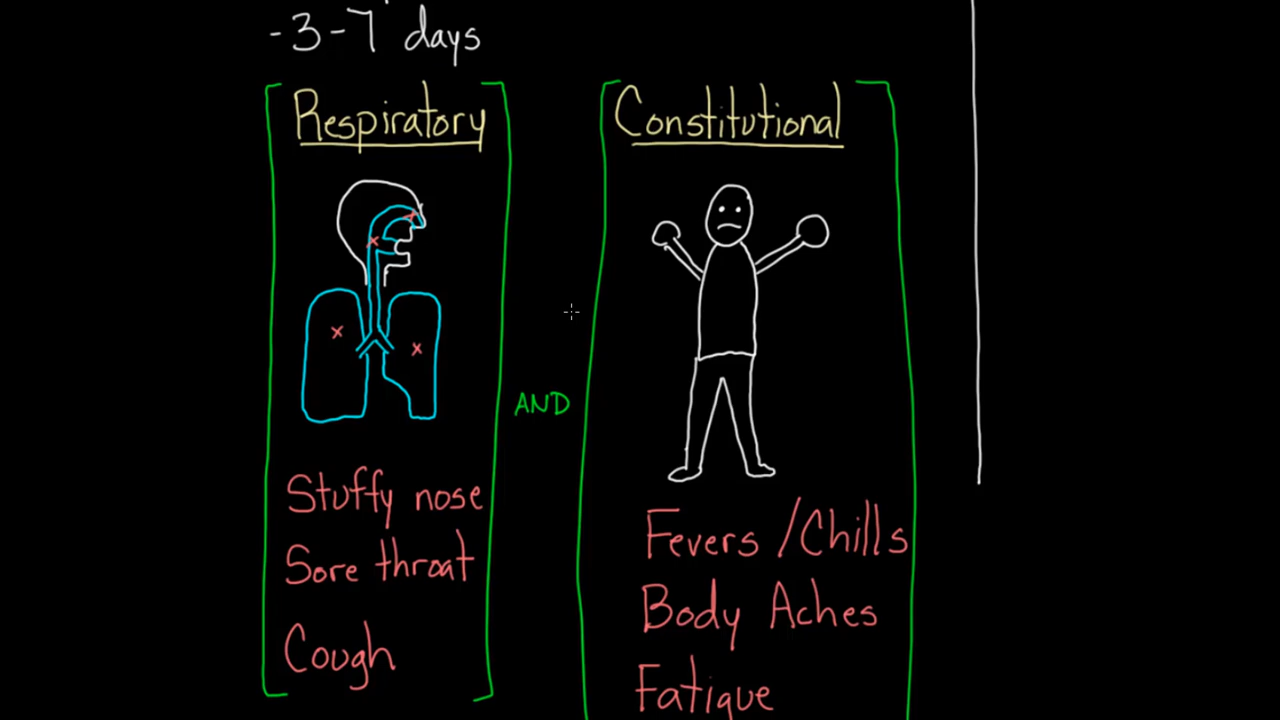 -3-7 days
Respiratory
Constitutional
AND
Stuffy nose
Sore throat
Cough
Fevers /Chills
Body Aches
Fatigue